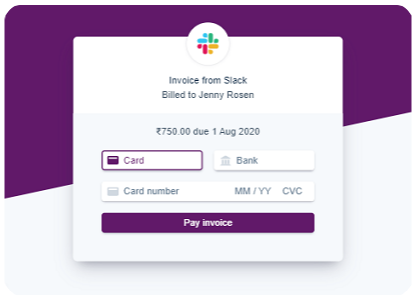 Invoice from Slack
Billed to Jenny Rosen
₹750.00 due 1 Aug 2020
Card Bank
Card number MM / YY CVC
Pay invoice